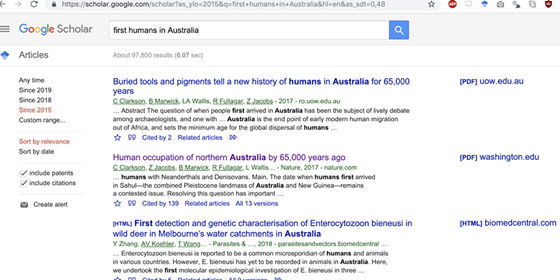 https://scholar.google.com/scholar?as_ylo=2015&q=first+humans+in+Australia&hl=en&as_sdt=0,48
Google Scholar
first humans in Australia
Articles
About 97,800 results (0.07 sec)
Any time
Since 2019
Since 2018
Since 2015
Custom range...
Sort by relevance
Sort by date
include patents
include citations
Create alert
Buried tools and pigments tell a new history of humans in Australia for 65,000
years
C Clarkson, B Marwick, LA Wallis, R Fullagar, Z Jacobs - 2017 - ro.uow.edu.au
... Abstract The question of when people first arrived in Australia has been the subject of lively debate
among archaeologists, and one with ... Australia is the end point of early modern human migration
out of Africa, and sets the minimum age for the global dispersal of humans ...
Cited by 2 Related articles
[PDF] uow.edu.au
Human occupation of northern Australia by 65,000 years ago
C Clarkson, Z Jacobs, B Marwick, R Fullagar, L Wallis... - Nature, 2017 - nature.com
... humans with Neanderthals and Denisovans. Main. The date when humans first arrived
in Sahul—the combined Pleistocene landmass of Australia and New Guinea—remains
a contested issue. Resolving this question has important ...
Cited by 139 Related articles All 13 versions
[PDF] washington.edu
[HTML] First detection and genetic characterisation of Enterocytozoon bieneusi in
wild deer in Melbourne's water catchments in Australia
Y Zhang, AV Koehler, T Wang... - Parasites & ..., 2018 - parasitesandvectors.biomedcentral ...
... Enterocytozoon bieneusi is reported to be a common microsporidian of humans and animals
in various countries. However, E. bieneusi has yet to be recorded in animals in Australia. Here,
we undertook the first molecular epidemiological investigation of E. bieneusi in three ...
[HTML] biomedcentral.com